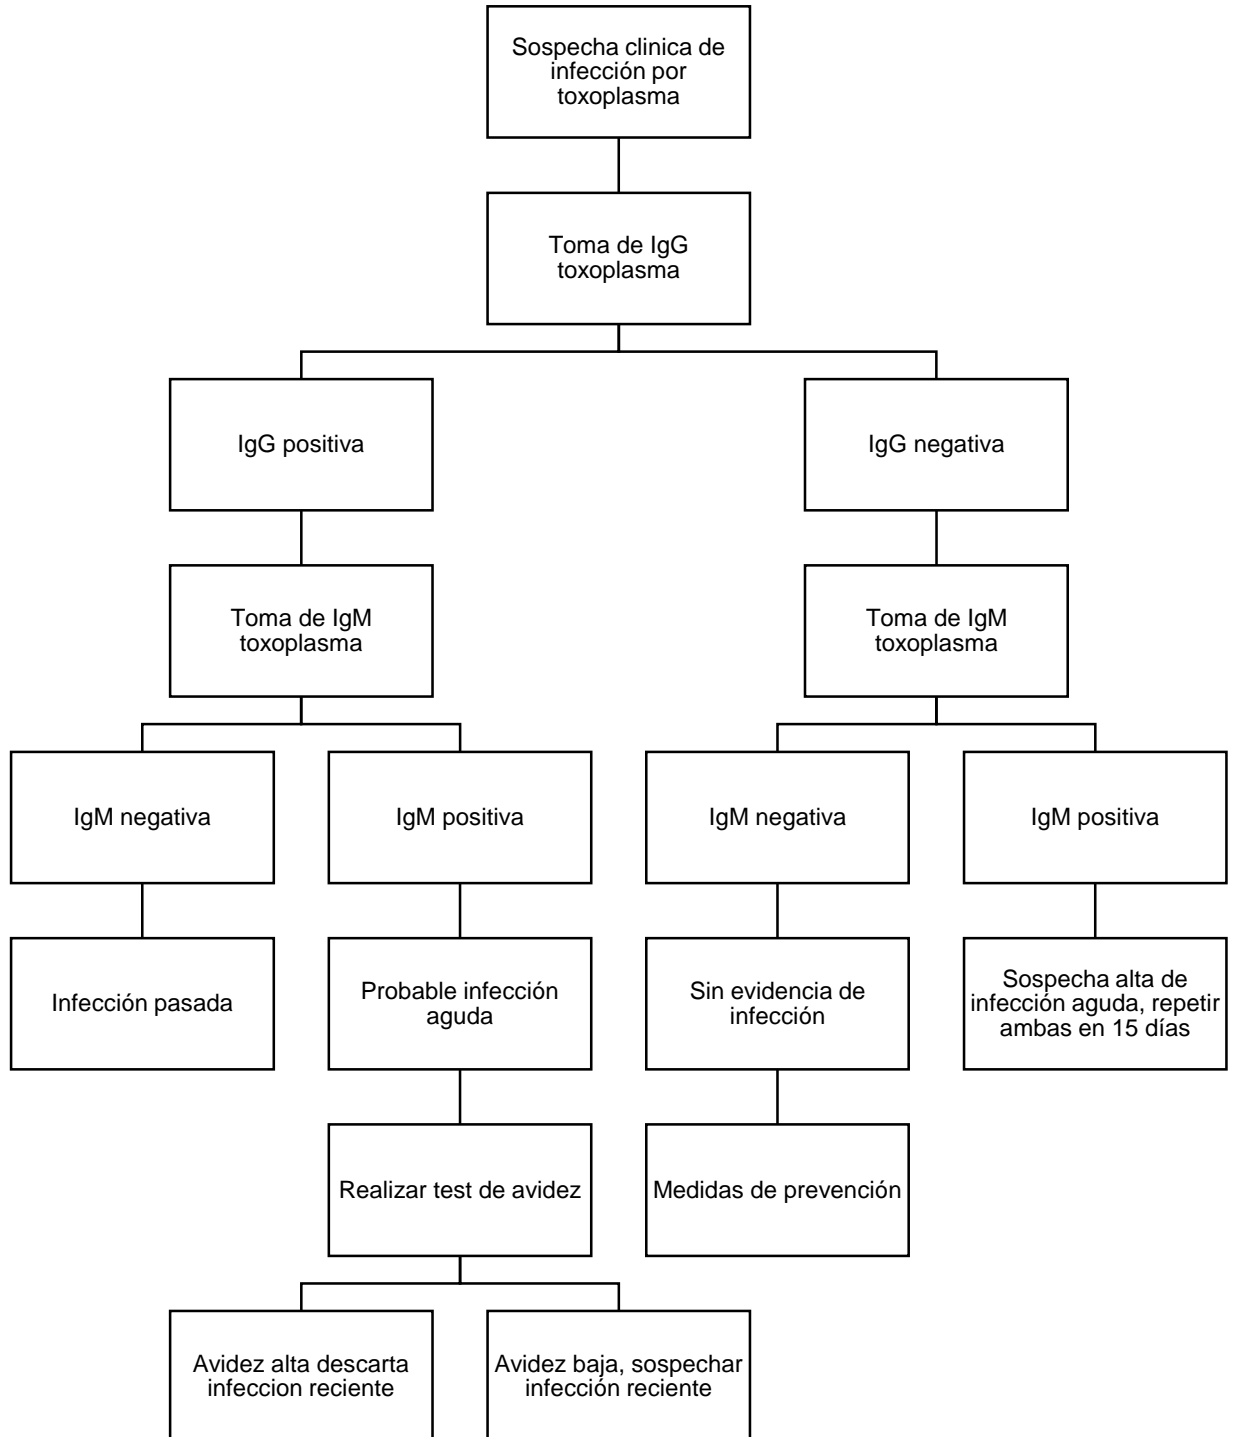 Sospecha clinica de
infección por
toxoplasma
Toma de IgG
toxoplasma
IgG positiva
IgG negativa
Toma de IgM
toxoplasma
Toma de IgM
toxoplasma
IgM negativa
IgM positiva
IgM negativa
IgM positiva
Infección pasada
Probable infección
aguda
Sin evidencia de
infección
Sospecha alta de
infección aguda, repetir
ambas en 15 días
Realizar test de avidez
Medidas de prevención
Avidez alta descarta
infeccion reciente
Avidez baja, sospechar
infección reciente